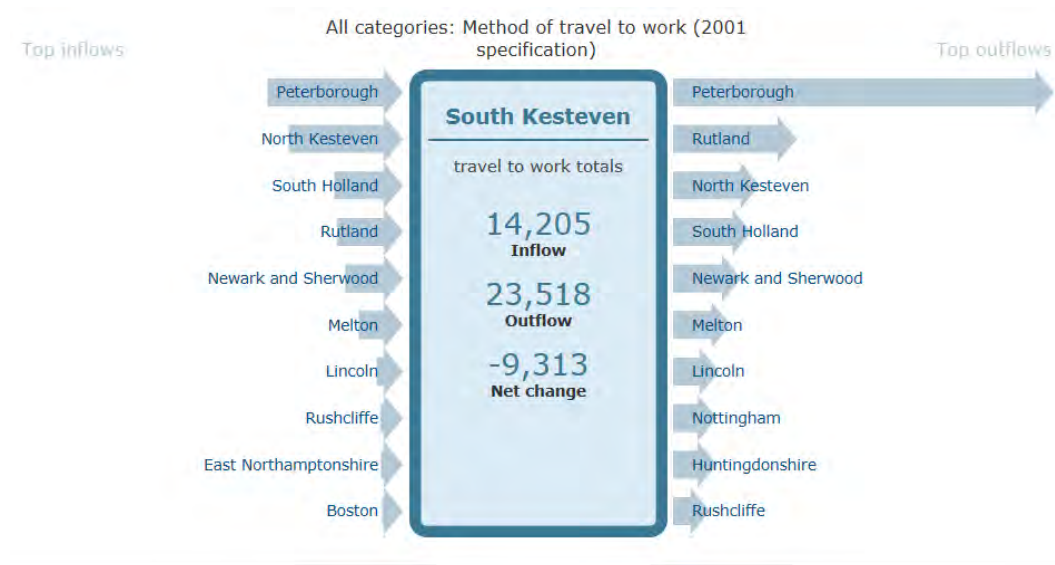 All categories: Method of travel to work (2001
specification)
Top inflows
Top outflows
Peterborough
North Kesteven
South Holland
Rutland
Newark and Sherwood
Melton
Lincoln
Rushcliffe
East Northamptonshire
Boston
South Kesteven
travel to work totals
14,205
Inflow
23,518
Outflow
-9,313
Net change
Peterborough
Rutland
North Kesteven
South Holland
Newark and Sherwood
Melton
Lincoln
Nottingham
Huntingdonshire
Rushcliffe